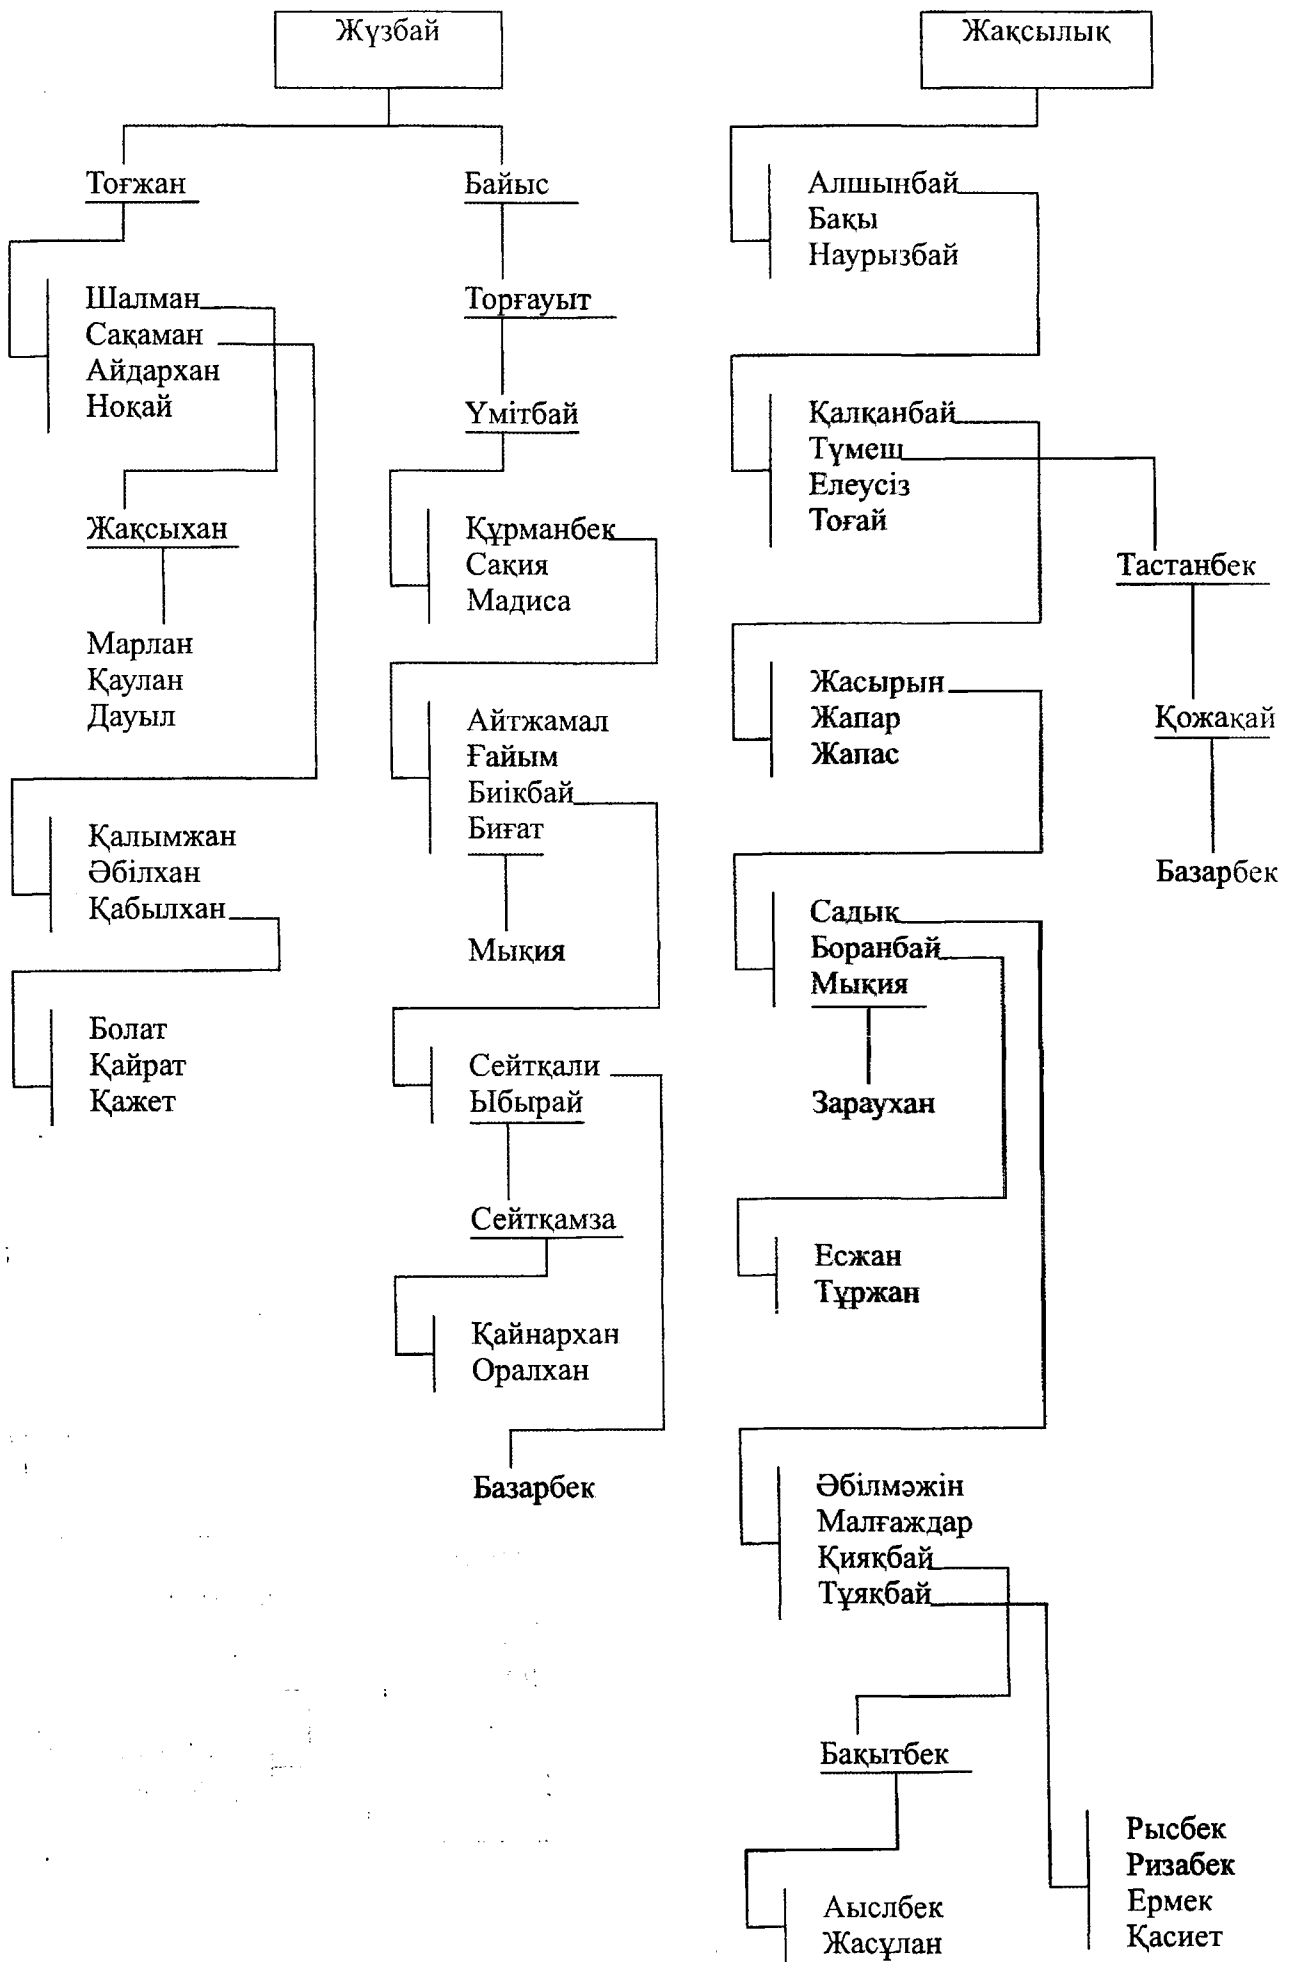 Жүзбай
Тоғжан
Шалман
Сақаман
Айдархан
Ноқай
Жақсыхан
Марлан
Қаулан
Дауыл
Қалымжан
Әбілхан
Қабылхан
Болат
Қайрат
Қажет
Байыс
Торғауыт
Үмітбай
Құрманбек
Сақия
Мадиса
Айтжамал
Ғайым
Биікбай
Биғат
Мықия
Сейтқали
Ыбырай
Сейтқамза
Қайнархан
Оралхан
Базарбек
Жақсылық
Алшынбай
Бақы
Наурызбай
Қалқанбай
Түмеш
Елеусіз
Тоғай
Тастанбек
Қожақай
Базарбек
Жасырын
Жапар
Жапас
Садық
Боранбай
Мықия
Зараухан
Есжан
Тұржан
Әбілмәжін
Малғаждар
Қияқбай
Тұяқбай
Бақытбек
Аыслбек
Жасұлан
Рысбек
Ризабек
Ермек
Қасиет